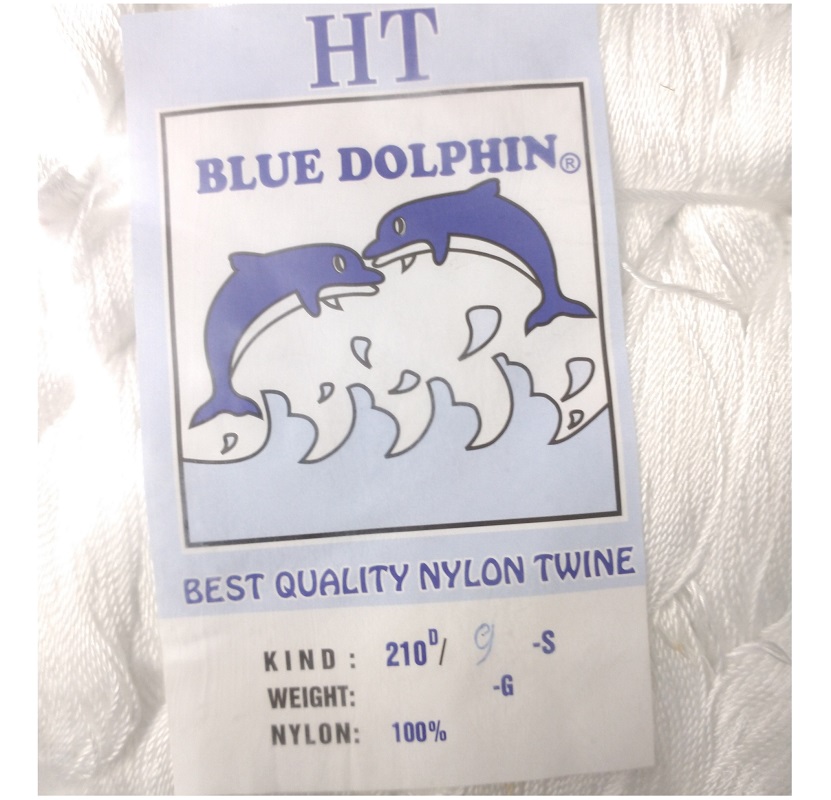 HT
BLUE DOLPHIN®
BEST QUALITY NYLON TWINE
KIND: 210ᴰ/ 9 -S
WEIGHT: -G
NYLON: 100%